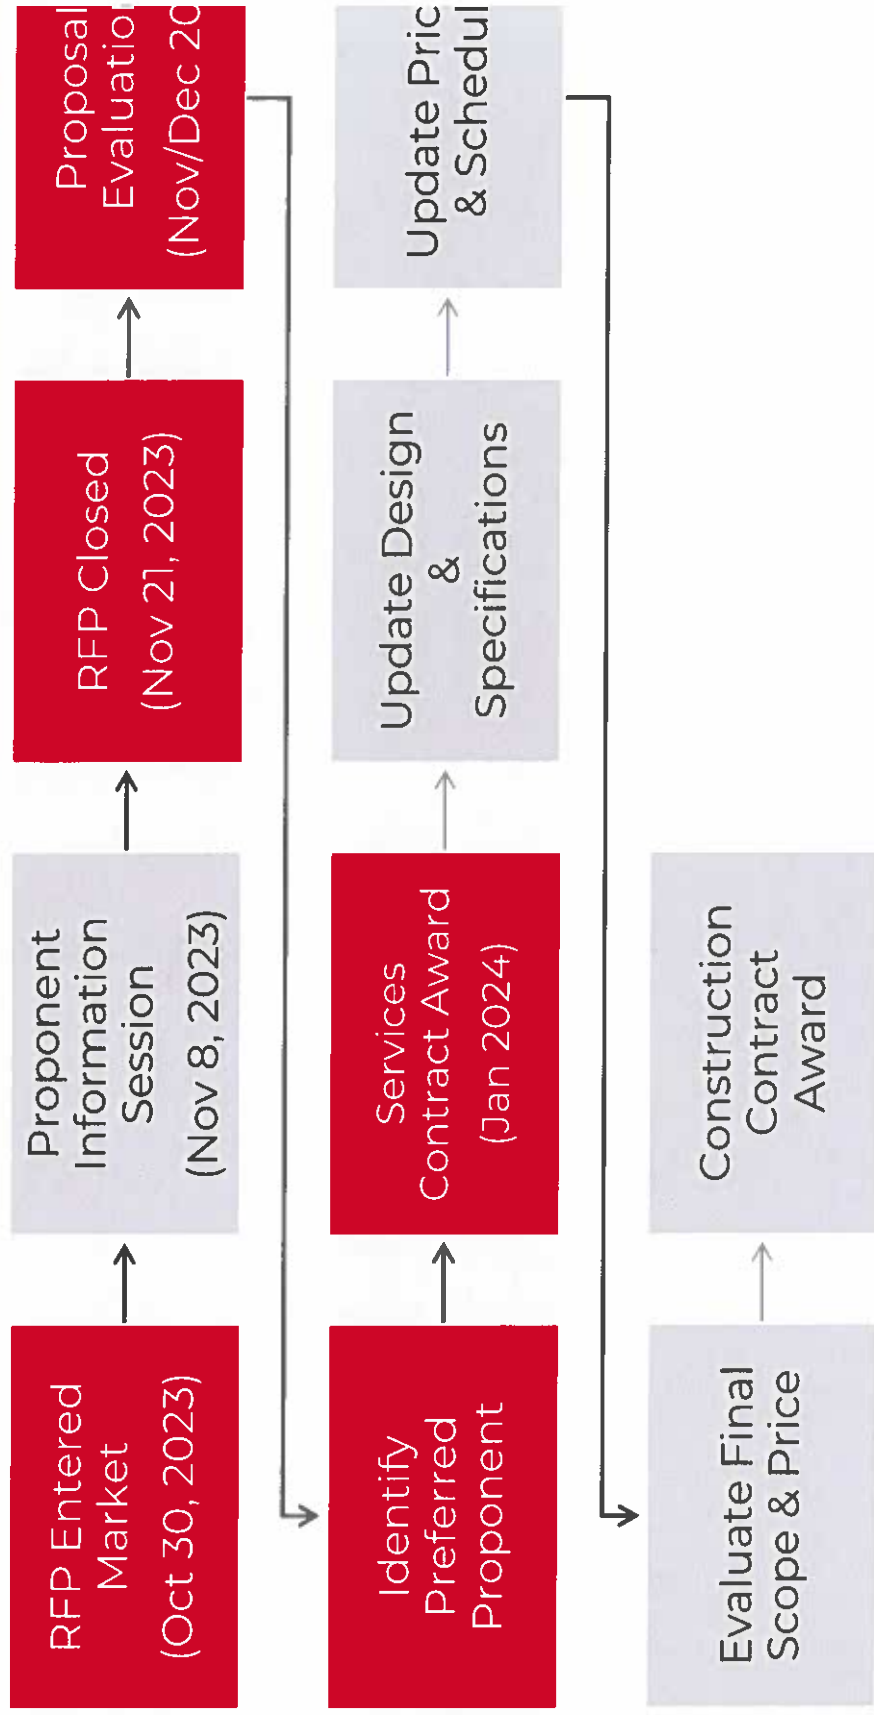 RFP Entered
Market
(Oct 30, 2023)
Proponent
Information
Session
(Nov 8, 2023)
RFP Closed
(Nov 21, 2023)
Proposal
Evaluation
(Nov/Dec 20
Identify
Preferred
Proponent
Services
Contract Award
(Jan 2024)
Update Design
&
Specifications
Update Pric
& Schedul
Evaluate Final
Scope & Price
Construction
Contract
Award